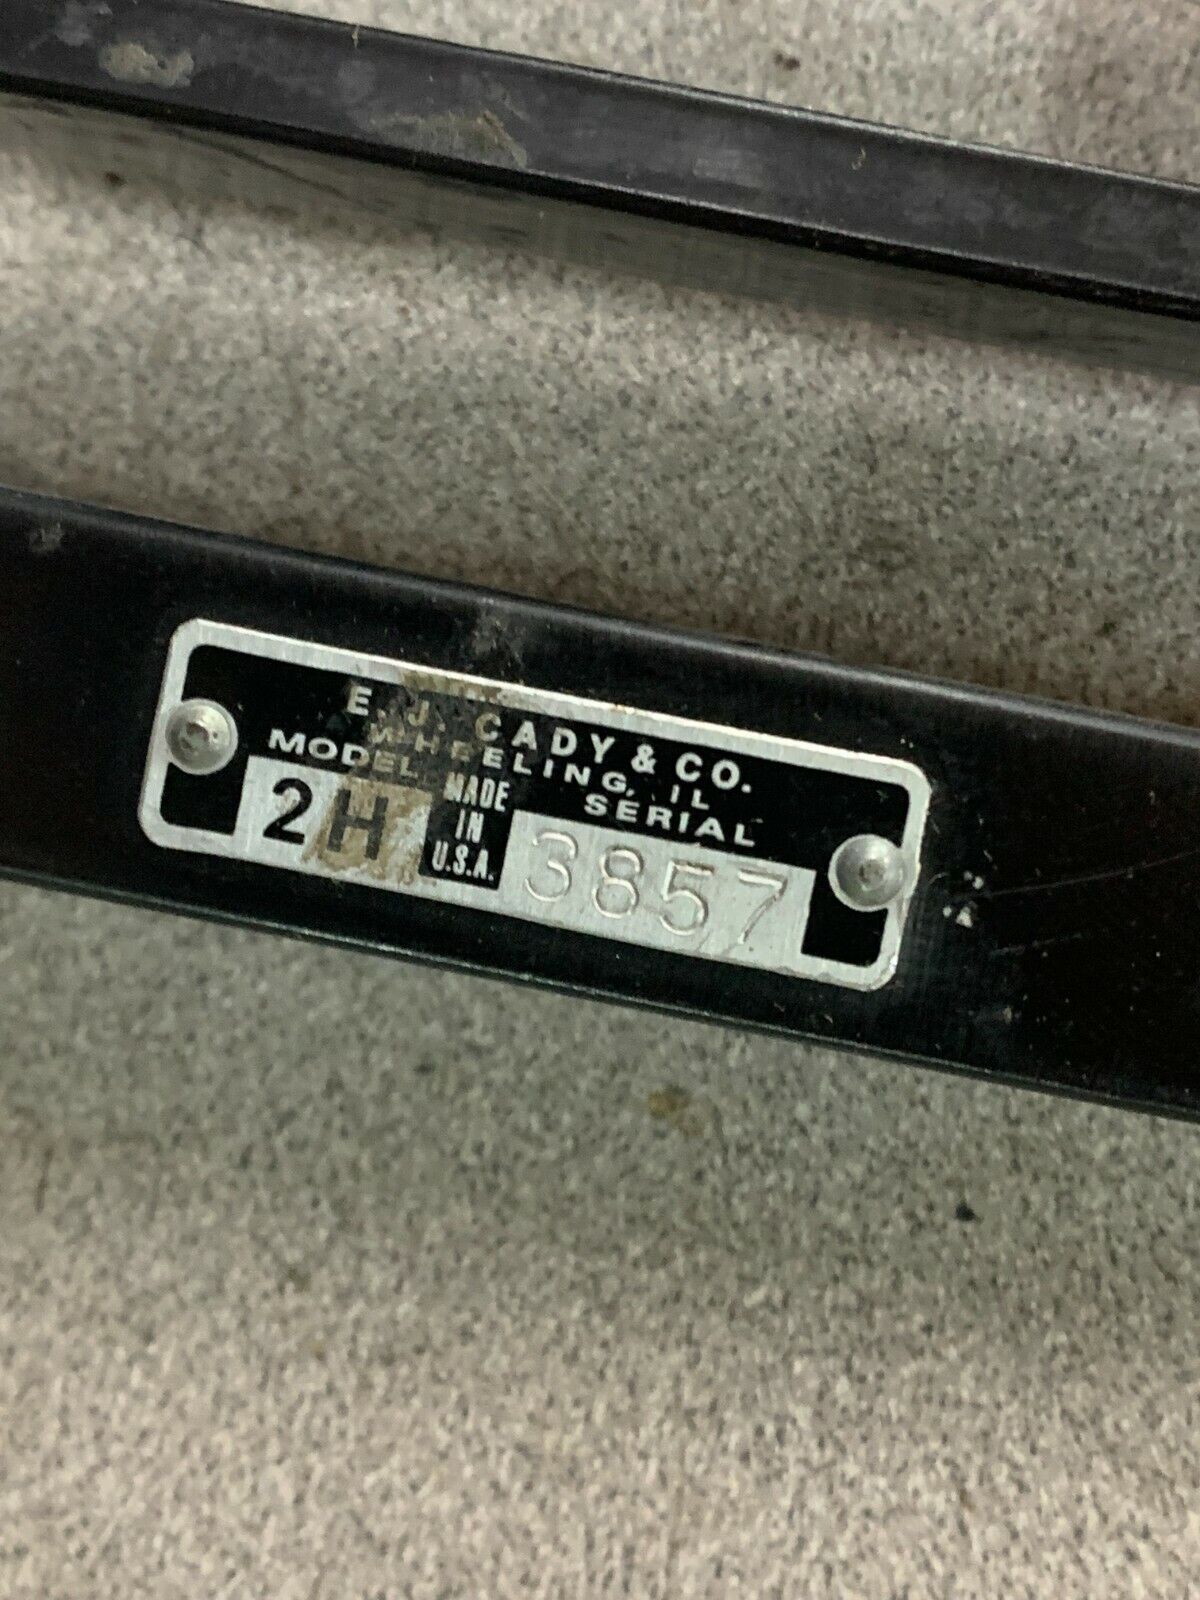 E. J. CADY & CO.
WHEELING, IL
MODEL SERIAL
2H MADE IN U.S.A. 3857